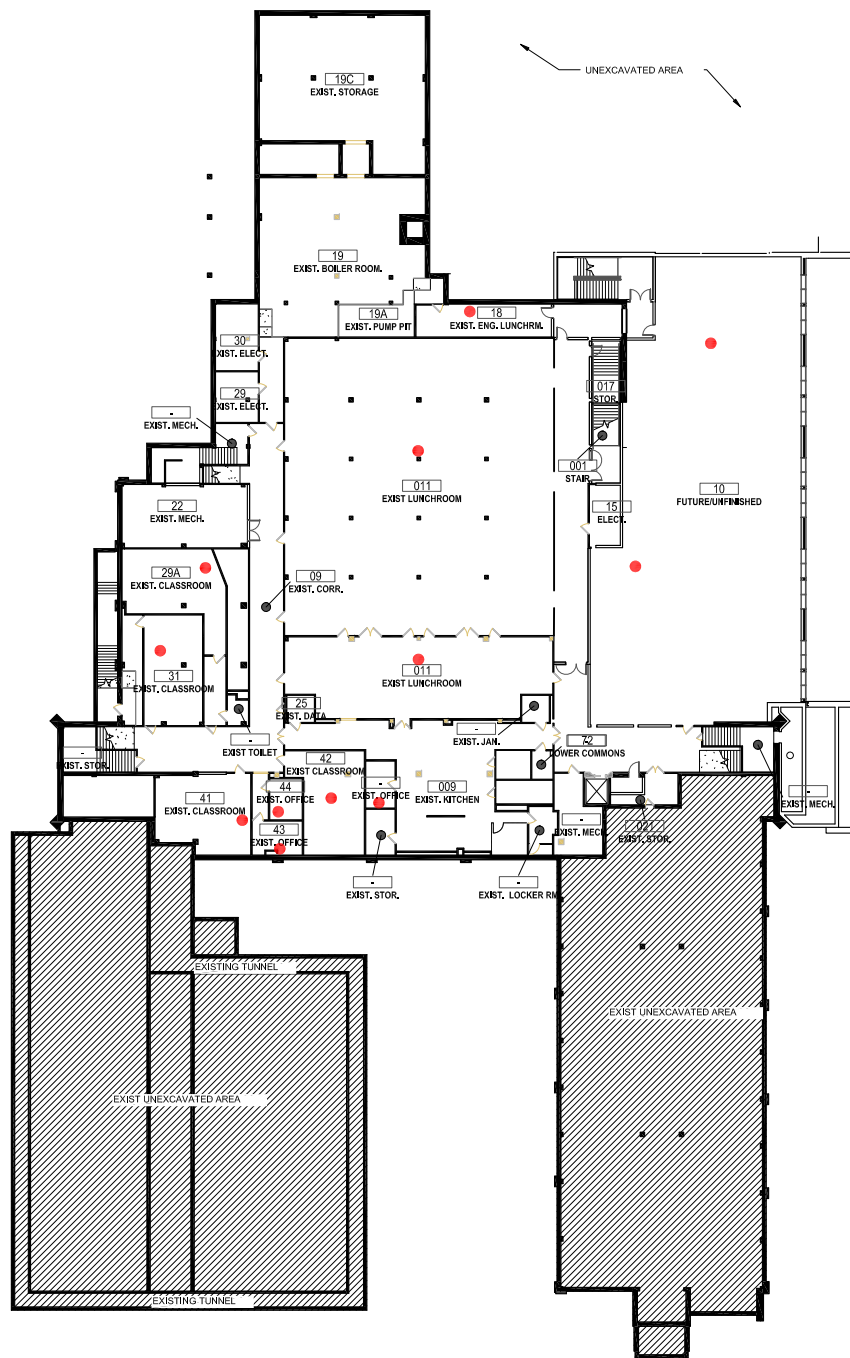 19C
EXIST. STORAGE
UNEXCAVATED AREA
19
EXIST. BOILER ROOM.
19A
EXIST. PUMP PIT
18
EXIST. ENG. LUNCHRM.
30
EXIST. ELECT.
29
EXIST. ELECT.
-
EXIST. MECH.
017
STOR.
001
STAIR
011
EXIST LUNCHROOM
10
FUTURE/UNFINISHED
15
ELECT.
22
EXIST. MECH.
29A
EXIST. CLASSROOM
09
EXIST. CORR.
31
EXIST. CLASSROOM
011
EXIST LUNCHROOM
25
EXIST. DATA
-
EXIST TOILET
-
EXIST. JAN.
72
LOWER COMMONS
-
EXIST. STOR.
42
EXIST CLASSROOM
44
EXIST. OFFICE
-
EXIST. OFFICE
009
EXIST. KITCHEN
41
EXIST. CLASSROOM
43
EXIST. OFFICE
-
EXIST. MECH.
-
EXIST. MECH.
021
EXIST. STOR.
-
EXIST. STOR.
-
EXIST. LOCKER RM
EXISTING TUNNEL
EXIST UNEXCAVATED AREA
EXIST UNEXCAVATED AREA
EXISTING TUNNEL